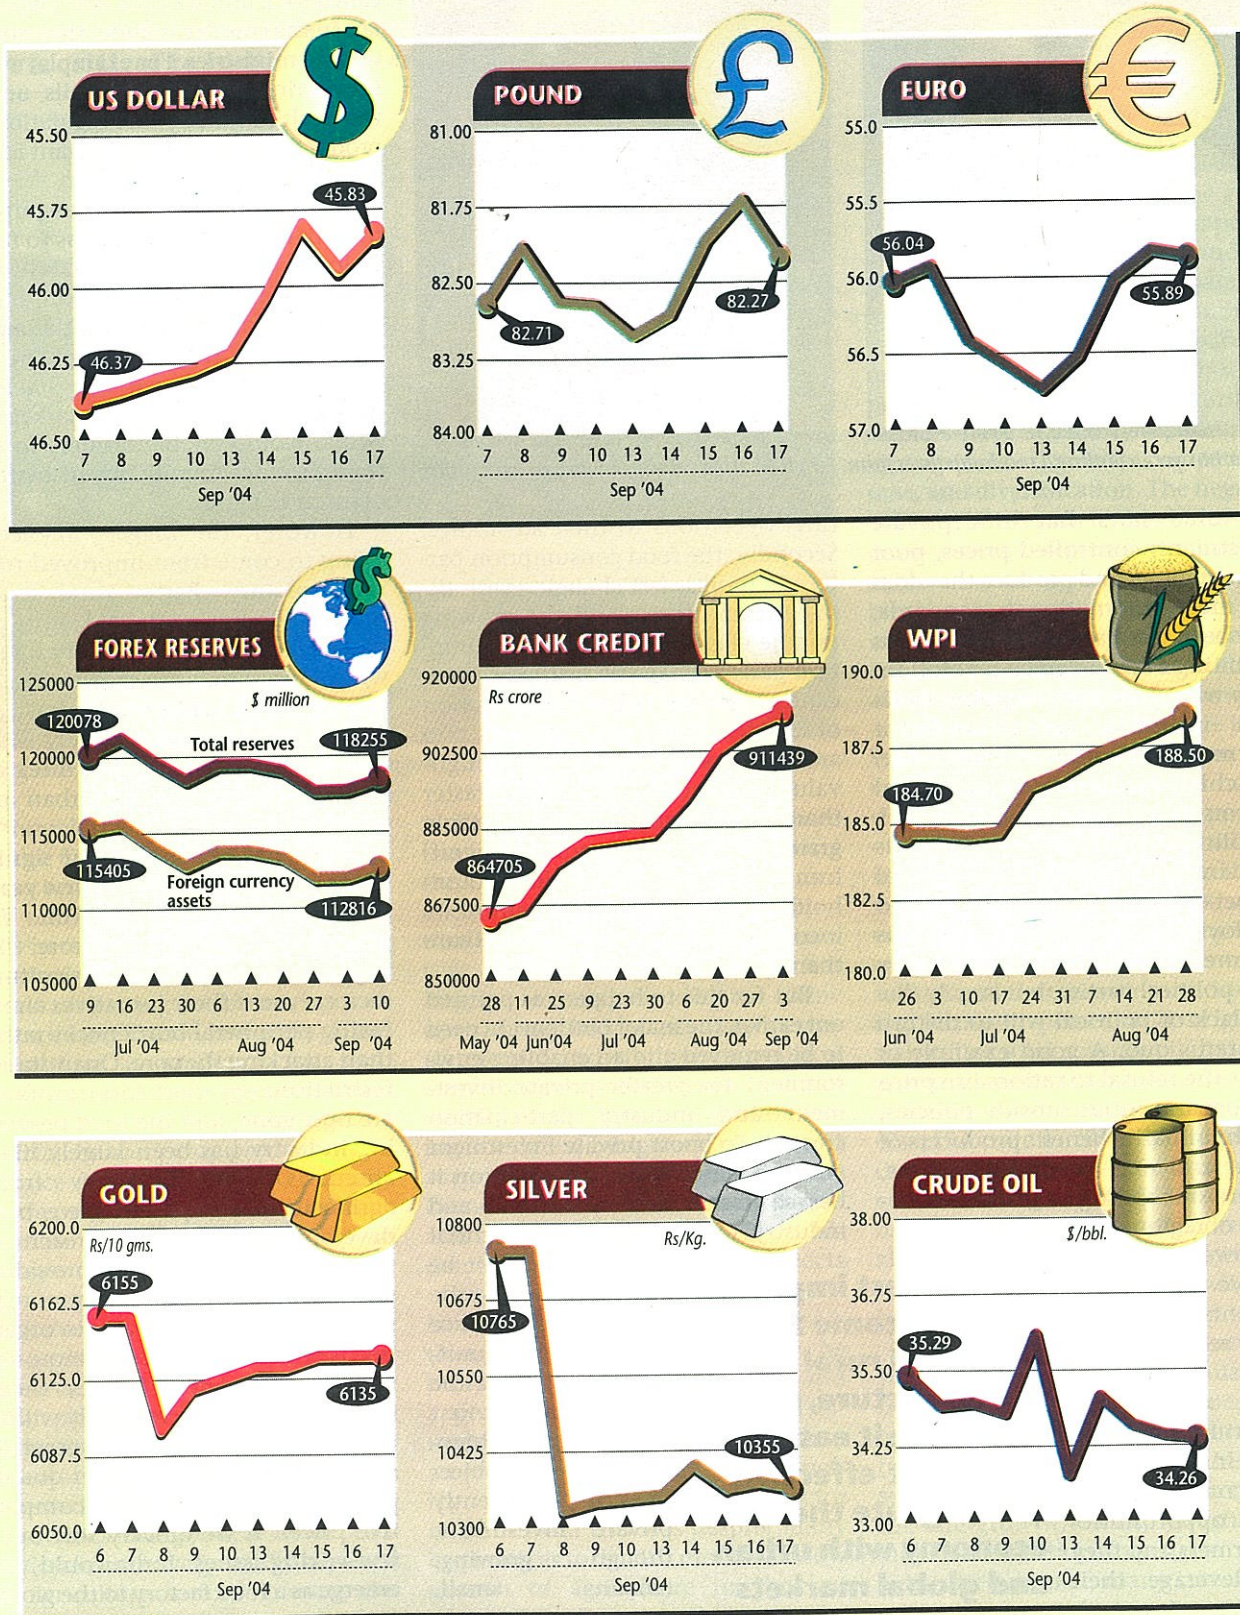 US DOLLAR
$
45.50
45.75
46.00
46.25
46.50
46.37
45.83
7 8 9 10 13 14 15 16 17
Sep '04
POUND
£
81.00
81.75
82.50
83.25
84.00
82.71
82.27
7 8 9 10 13 14 15 16 17
Sep '04
EURO
€
55.0
55.5
56.0
56.5
57.0
56.04
55.89
7 8 9 10 13 14 15 16 17
Sep '04
FOREX RESERVES
$
$ million
125000
120000
115000
110000
105000
120078
Total reserves
118255
115405
Foreign currency
assets
112816
9 16 23 30 6 13 20 27 3 10
Jul '04 Aug '04 Sep '04
BANK CREDIT
Rs crore
920000
902500
885000
867500
850000
864705
911439
28 11 25 9 23 30 6 20 27 3
May '04 Jun'04 Jul '04 Aug '04 Sep '04
WPI
190.0
187.5
185.0
182.5
180.0
184.70
188.50
26 3 10 17 24 31 7 14 21 28
Jun '04 Jul '04 Aug '04
GOLD
Rs/10 gms.
6200.0
6162.5
6125.0
6087.5
6050.0
6155
6135
6 7 8 9 10 13 14 15 16 17
Sep '04
SILVER
Rs/Kg.
10800
10675
10550
10425
10300
10765
10355
6 7 8 9 10 13 14 15 16 17
Sep '04
CRUDE OIL
$/bbl.
38.00
36.75
35.50
34.25
33.00
35.29
34.26
6 7 8 9 10 13 14 15 16 17
Sep '04